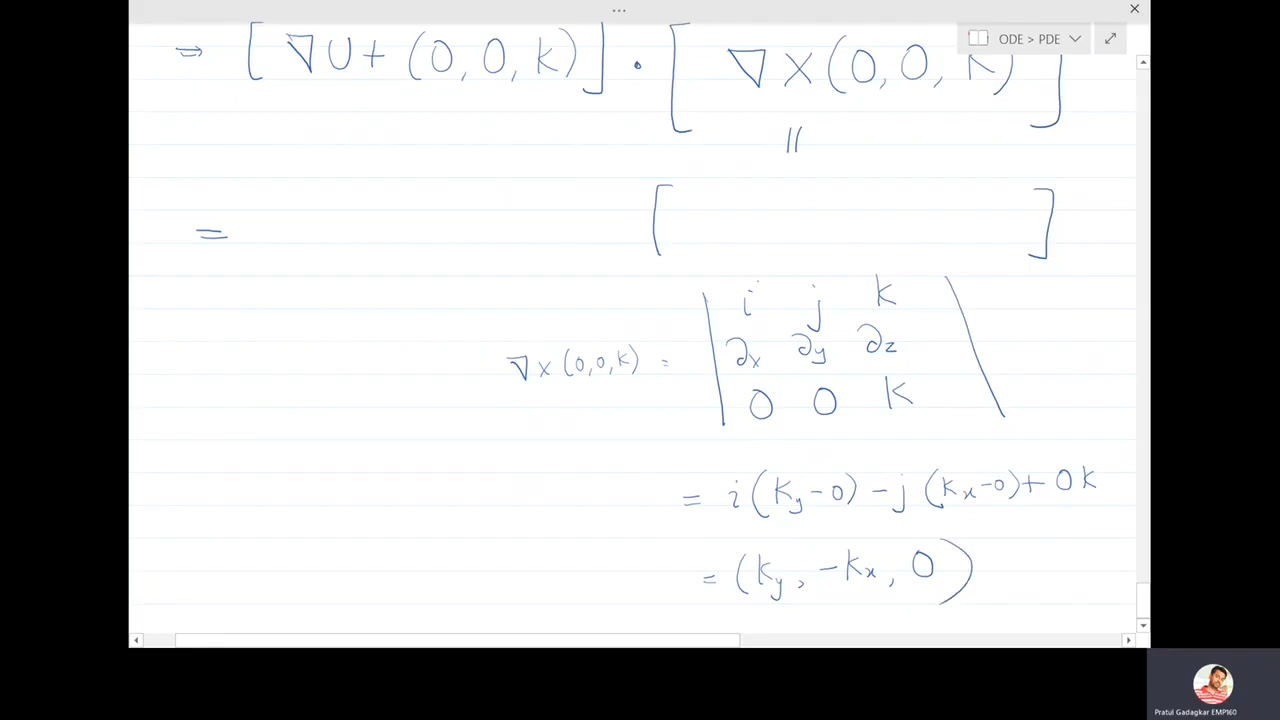 ⇒ [∇U + (0, 0, K)] · [∇ X (0, 0, K)]
ODE > PDE
||
= [ ]
| i j k |
∇ x (0,0,K) = | ∂x ∂y ∂z |
| 0 0 K |
= i (Ky - 0) - j (Kx - 0) + 0k
= (Ky, -Kx, 0)
Pratul Gadagkar EMP160